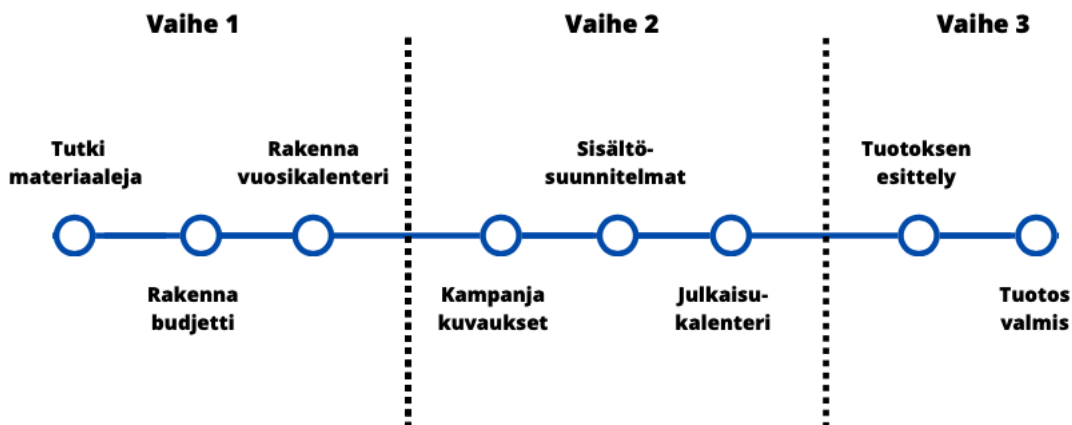 Vaihe 1
Vaihe 2
Vaihe 3
Tutki
materiaaleja
Rakenna
budjetti
Rakenna
vuosikalenteri
Kampanja
kuvaukset
Sisältö-
suunnitelmat
Julkaisu-
kalenteri
Tuotoksen
esittely
Tuotos
valmis